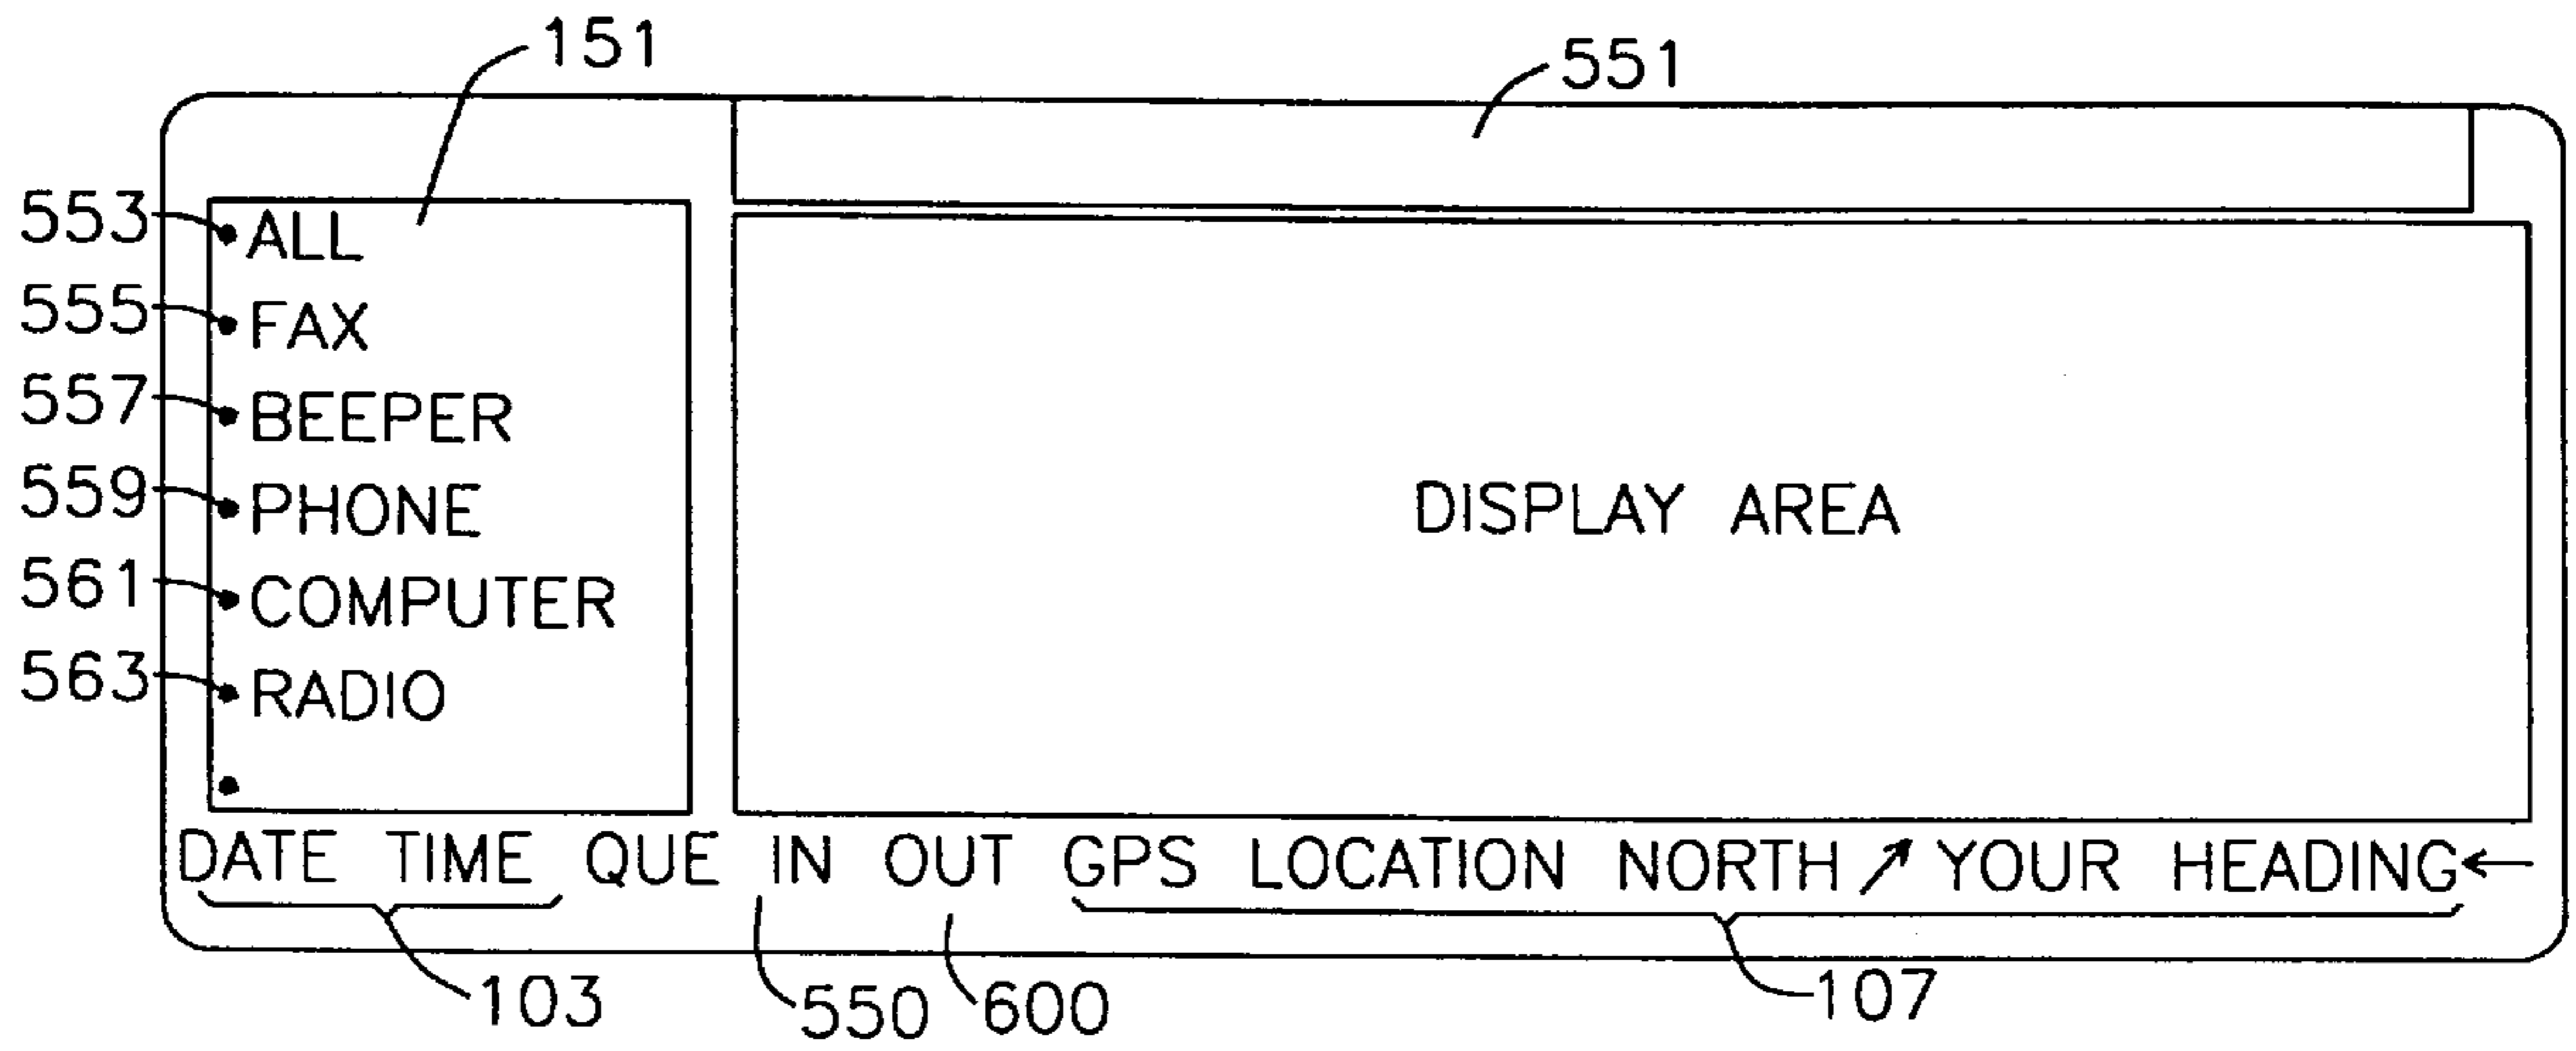 151
551
553 ALL
555 FAX
557 BEEPER
559 PHONE
DISPLAY AREA
561 COMPUTER
563 RADIO
DATE TIME QUE IN OUT GPS LOCATION NORTH ↗ YOUR HEADING ←
103
550
600
107